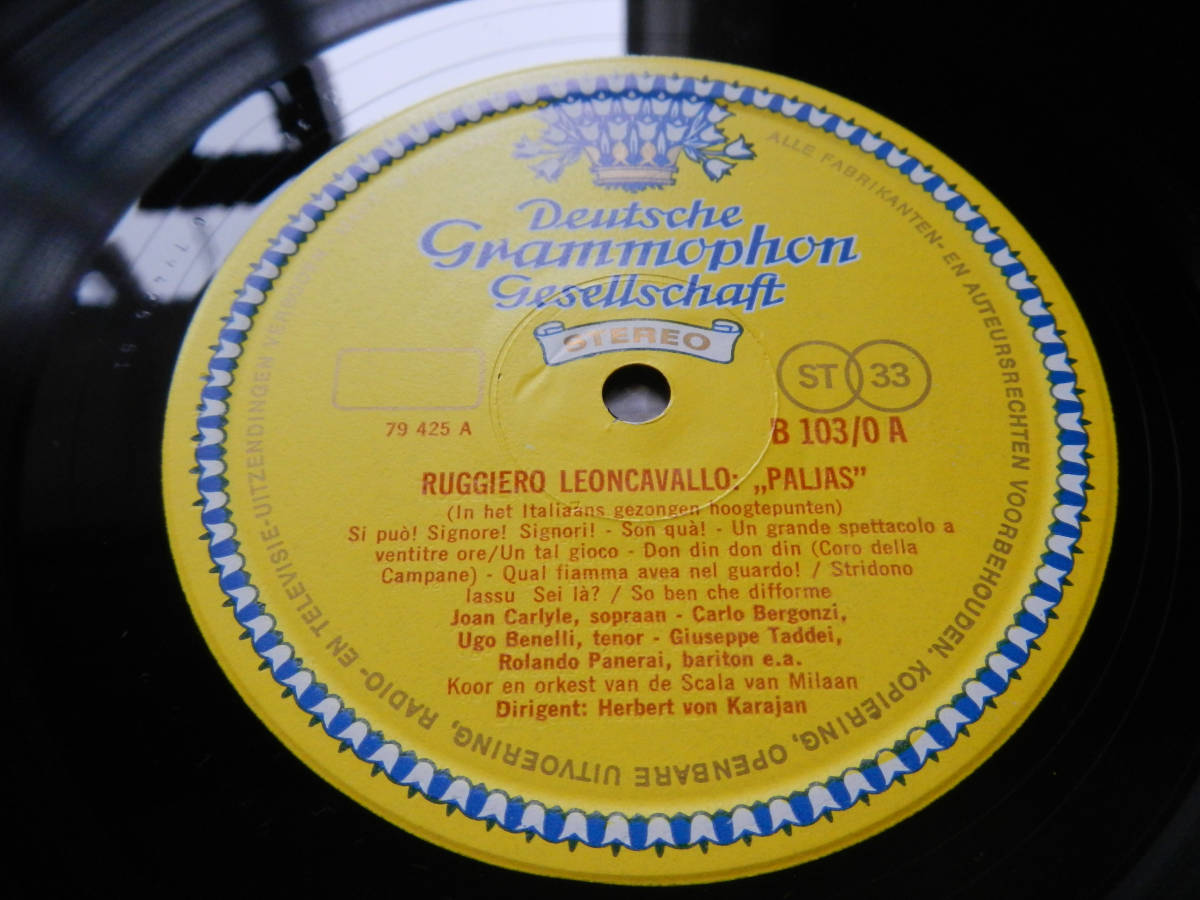 Deutsche
Grammophon
Gesellschaft
STEREO
ST 33
79 425 A
B 103/0 A
RUGGIERO LEONCAVALLO: „PALJAS”
(In het Italiaäns gezongen hoogtepunten)
Si può! Signore! Signori! - Son quà! - Un grande spettacolo a
ventitre ore/Un tal gioco - Don din don din (Coro della
Campane) - Qual fiamma avea nel guardo! / Stridono
lassu Sei là? / So ben che difforme
Joan Carlyle, sopraan - Carlo Bergonzi,
Ugo Benelli, tenor - Giuseppe Taddei,
Rolando Panerai, bariton e.a.
Koor en orkest van de Scala van Milaan
Dirigent: Herbert von Karajan
ALLE FABRIKANTEN- EN AUTEURSRECHTEN VOORBEHOUDEN. KOPIËRING, OPENBARE UITVOERING, RADIO- EN TELEVISIE-UITZENDINGEN